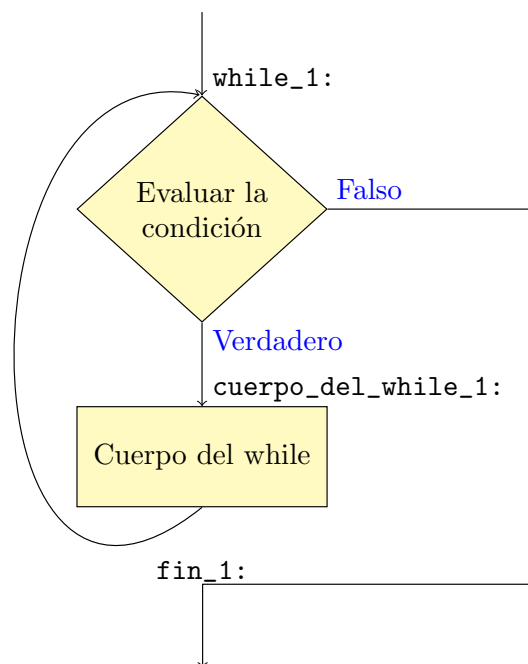 while_1:
Evaluar la
condición
Falso
Verdadero
cuerpo_del_while_1:
Cuerpo del while
fin_1: